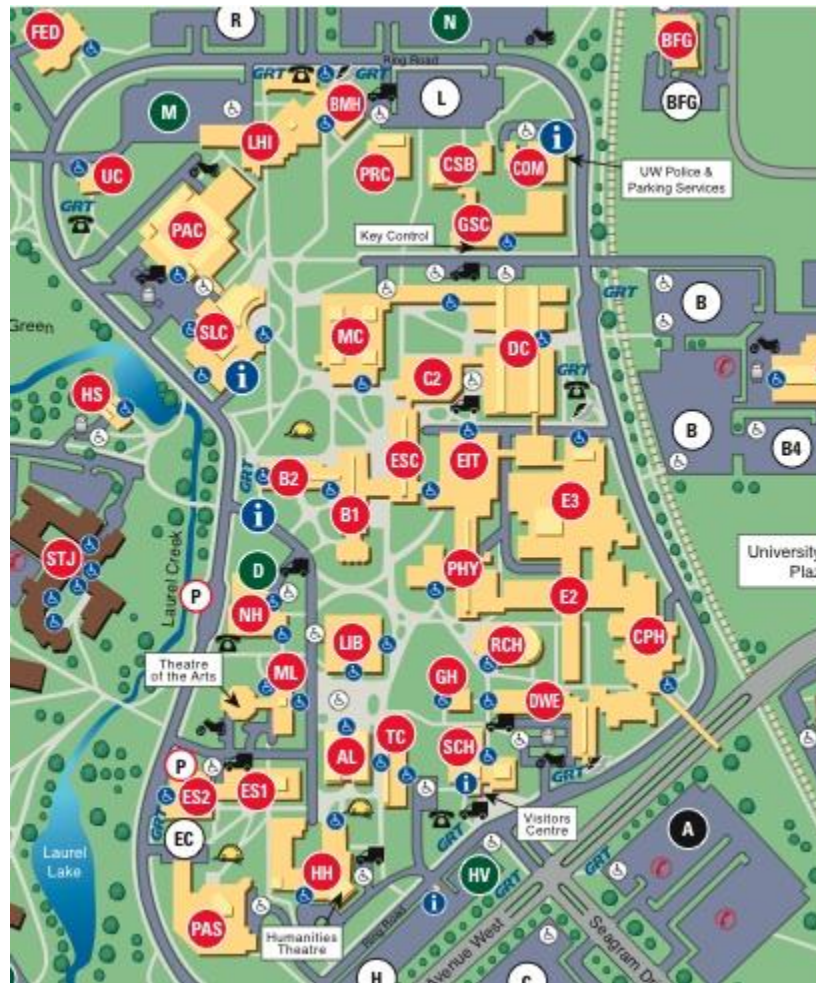 FED
R
N
BFG
Ring Road
GRT
GRT
BMH
M
L
BFG
LHI
UC
PRC
CSB
COM
i
UW Police &
Parking Services
GRT
PAC
GSC
Key Control
GRT
B
Green
SLC
MC
DC
i
C2
GRT
HS
B
B4
ESC
EIT
GRT
B2
E3
i
B1
STJ
University
Laurel Creek
D
PHY
E2
P
NH
LIB
RCH
CPH
Theatre
of the Arts
ML
GH
DWE
TC
AL
SCH
P
ES2
ES1
i
GRT
GRT
Visitors
Centre
GRT
EC
A
Laurel
Lake
HH
HV
GRT
GRT
i
PAS
Ring Road
Humanities
Theatre
Avenue West
Seagram
H